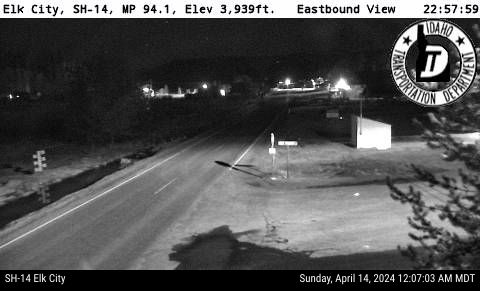 Elk City, SH-14, MP 94.1, Elev 3,939ft. Eastbound View 22:57:59
IDAHO
TRANSPORTATION DEPARTMENT
SH-14 Elk City
Sunday, April 14, 2024 12:07:03 AM MDT